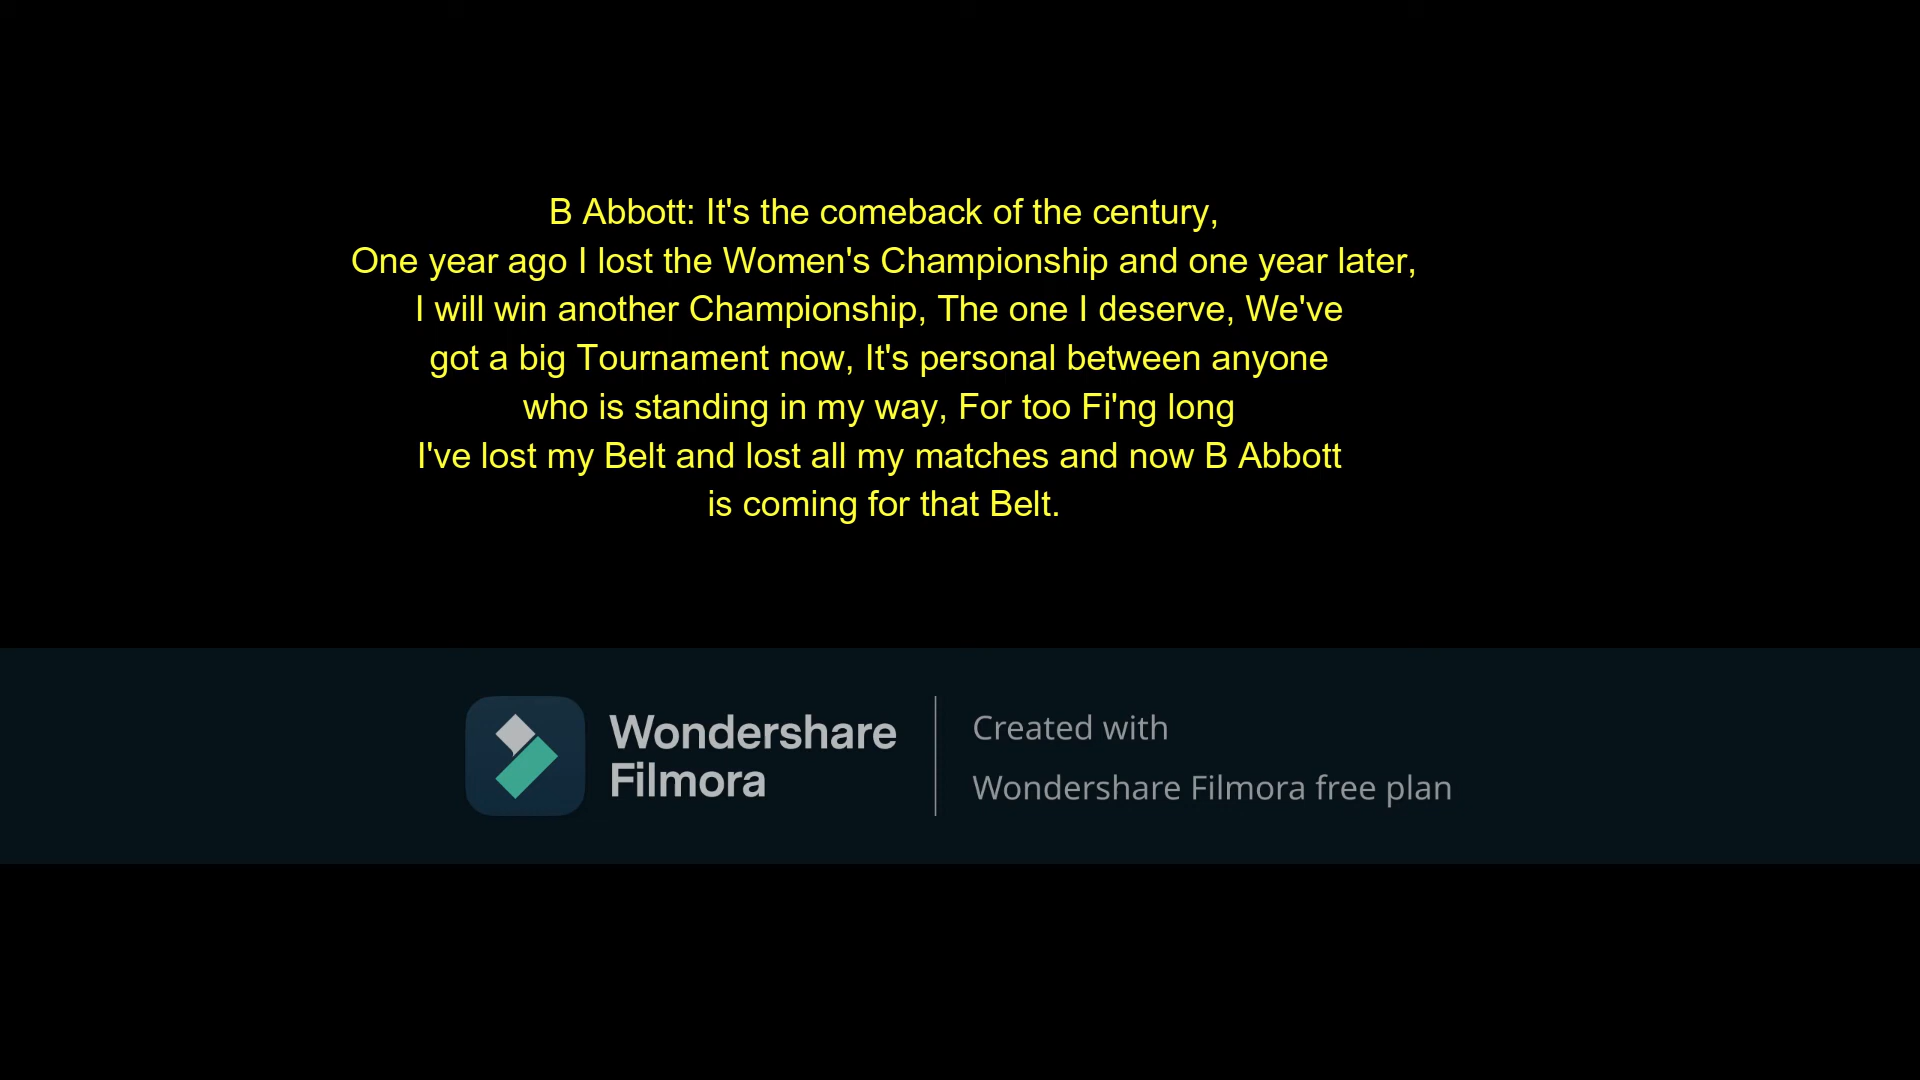 B Abbott: It's the comeback of the century,
One year ago I lost the Women's Championship and one year later,
I will win another Championship, The one I deserve, We've
got a big Tournament now, It's personal between anyone
who is standing in my way, For too Fi'ng long
I've lost my Belt and lost all my matches and now B Abbott
is coming for that Belt.
Wondershare
Filmora
Created with
Wondershare Filmora free plan